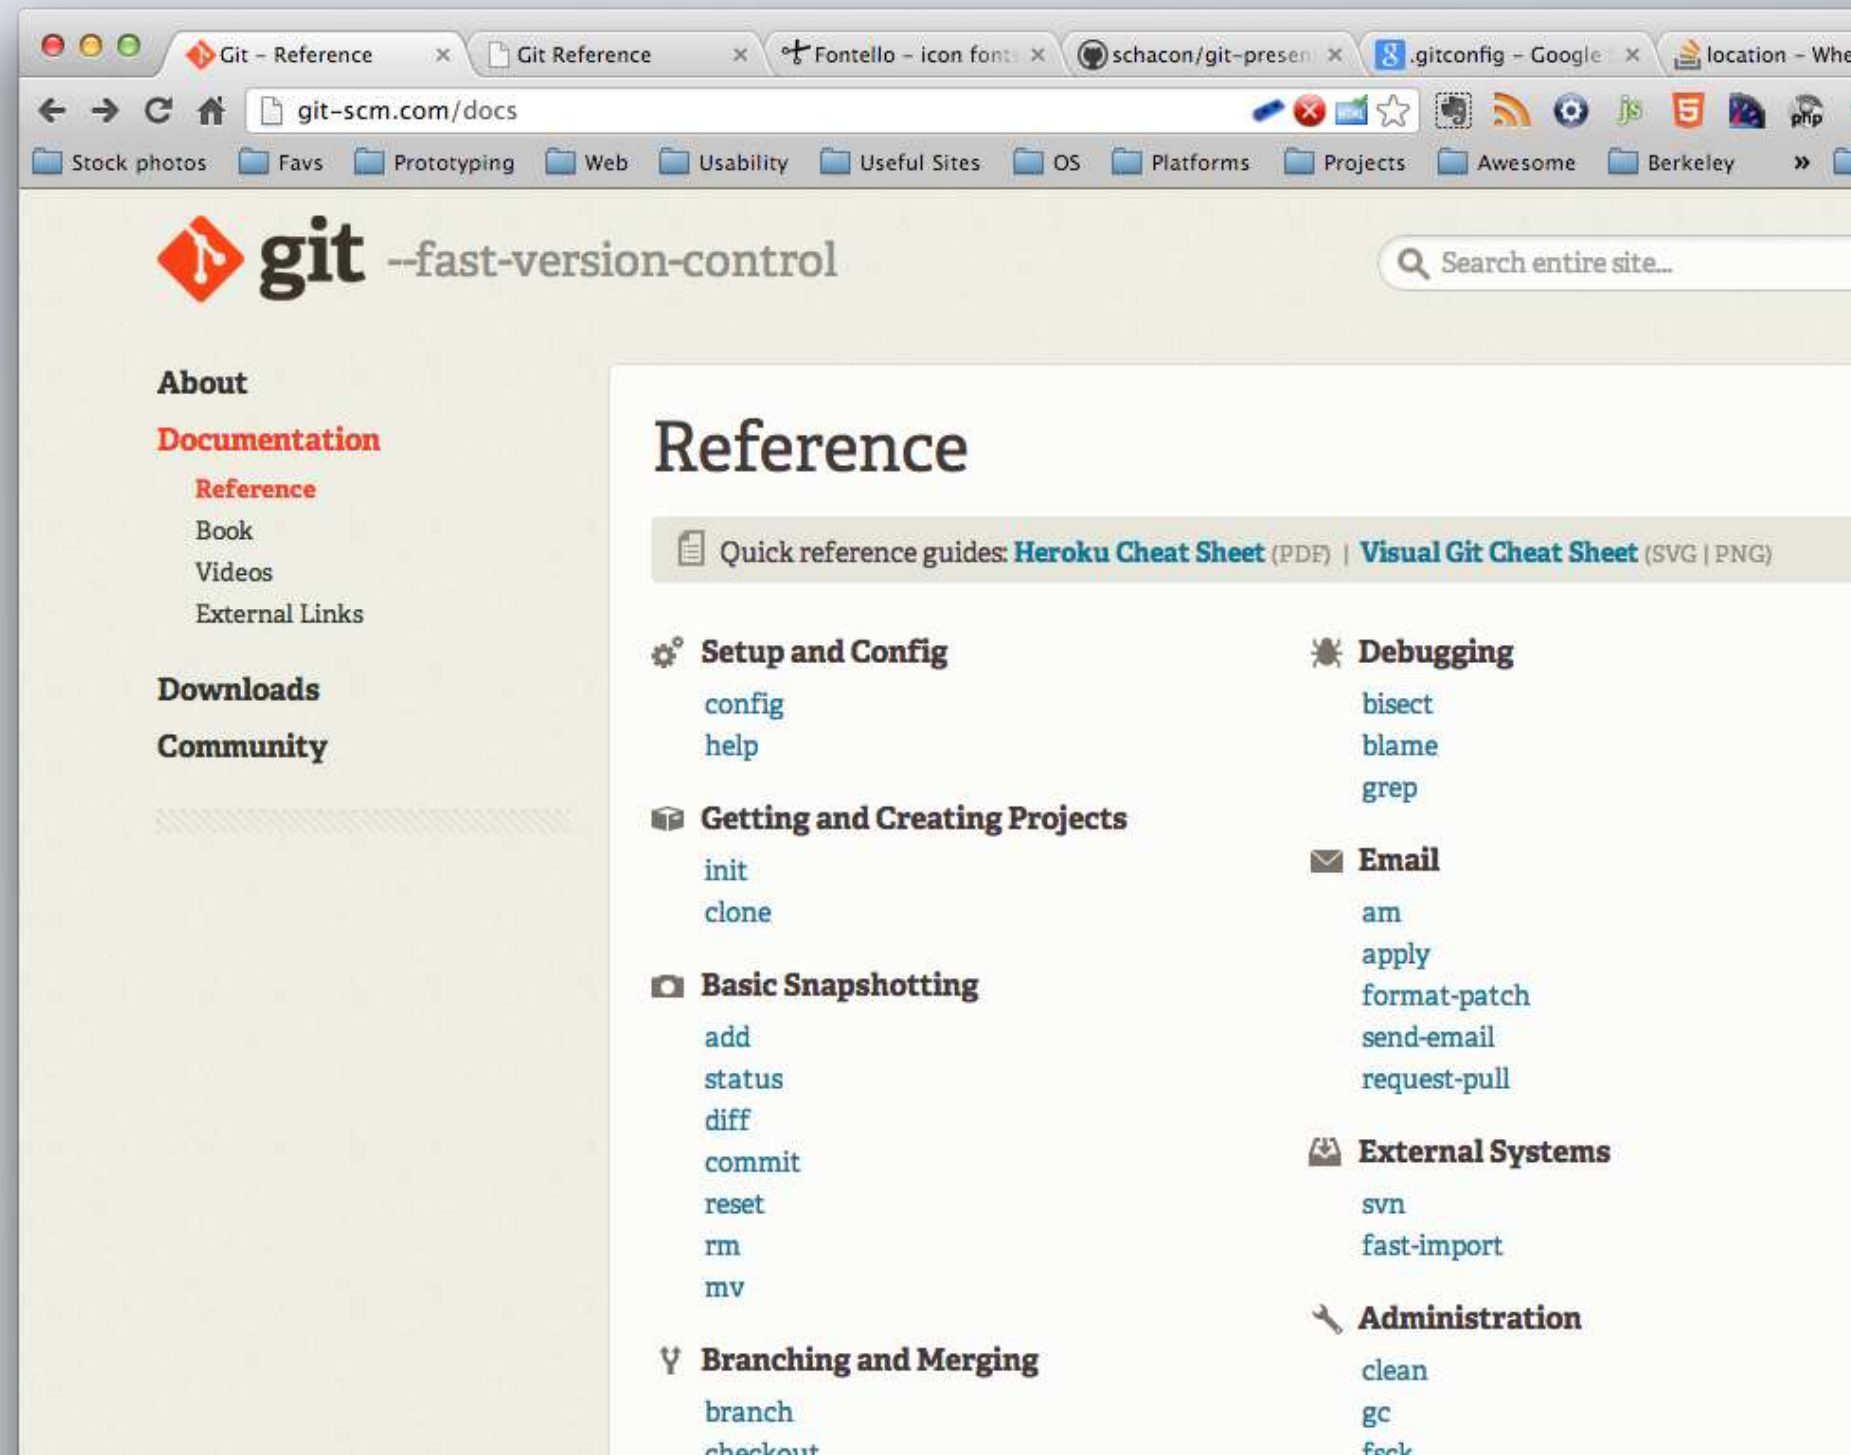 Git – Reference
Git Reference
Fontello – icon font
schacon/git-presen
.gitconfig – Google
location – Whe
git-scm.com/docs
Stock photos Favs Prototyping Web Usability Useful Sites OS Platforms Projects Awesome Berkeley »
git --fast-version-control
Search entire site...
About
Documentation
Reference
Book
Videos
External Links
Downloads
Community
Reference
Quick reference guides: Heroku Cheat Sheet (PDF) | Visual Git Cheat Sheet (SVG | PNG)
Setup and Config
config
help
Getting and Creating Projects
init
clone
Basic Snapshotting
add
status
diff
commit
reset
rm
mv
Branching and Merging
branch
checkout
Debugging
bisect
blame
grep
Email
am
apply
format-patch
send-email
request-pull
External Systems
svn
fast-import
Administration
clean
gc
fsck